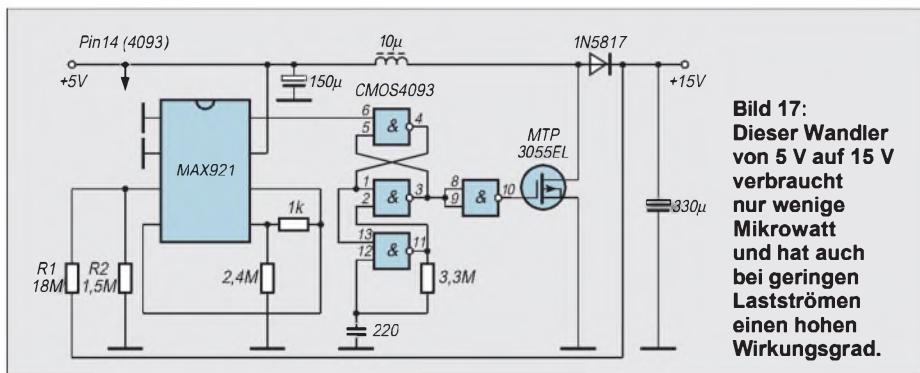 Pin14 (4093)
+5V
10µ
1N5817
+15V
150µ
CMOS4093
MAX921
6
5
&
4
1
2
&
3
13
12
&
11
8
9
&
10
MTP
3055EL
330µ
1k
R1
18M
R2
1,5M
2,4M
3,3M
220
Bild 17:
Dieser Wandler
von 5 V auf 15 V
verbraucht
nur wenige
Mikrowatt
und hat auch
bei geringen
Lastströmen
einen hohen
Wirkungsgrad.